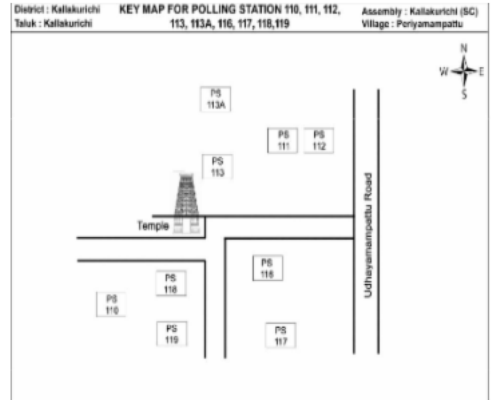 District : Kallakurichi
Taluk : Kallakurichi
KEY MAP FOR POLLING STATION 110, 111, 112,
113, 113A, 116, 117, 118,119
Assembly : Kallakurichi (SC)
Village : Periyamampattu
N
W
E
S
PS
113A
PS
111
PS
112
PS
113
Temple
Udhayamampattu Road
PS
116
PS
118
PS
110
PS
119
PS
117